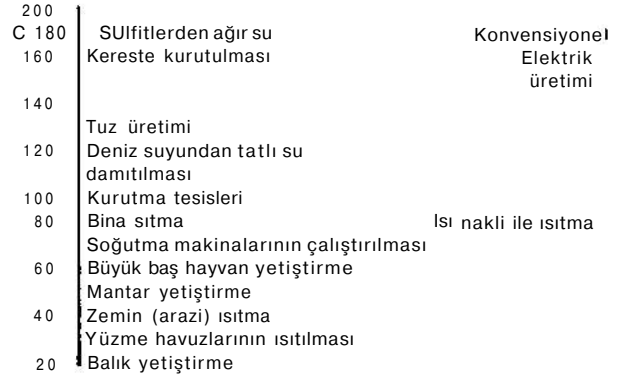 200
C 180 SUlfitlerden ağır su Konvensiyonel
160 Kereste kurutulması Elektrik
üretimi
140
Tuz üretimi
120 Deniz suyundan tatlı su
damıtılması
100 Kurutma tesisleri
80 Bina sıtma Isı nakli ile ısıtma
Soğutma makinalarının çalıştırılması
60 Büyük baş hayvan yetiştirme
Mantar yetiştirme
40 Zemin (arazi) ısıtma
Yüzme havuzlarının ısıtılması
20 Balık yetiştirme